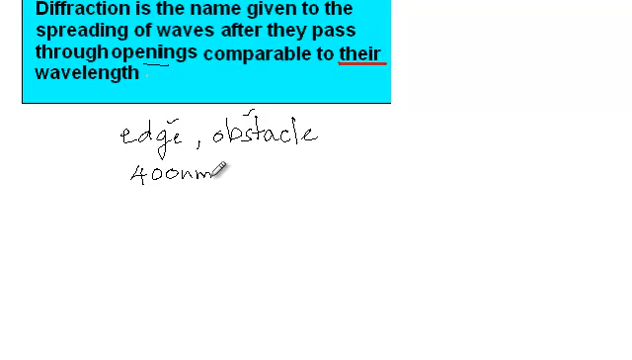 Diffraction is the name given to the
spreading of waves after they pass
through openings comparable to their
wavelength
edge, obstacle
400nm